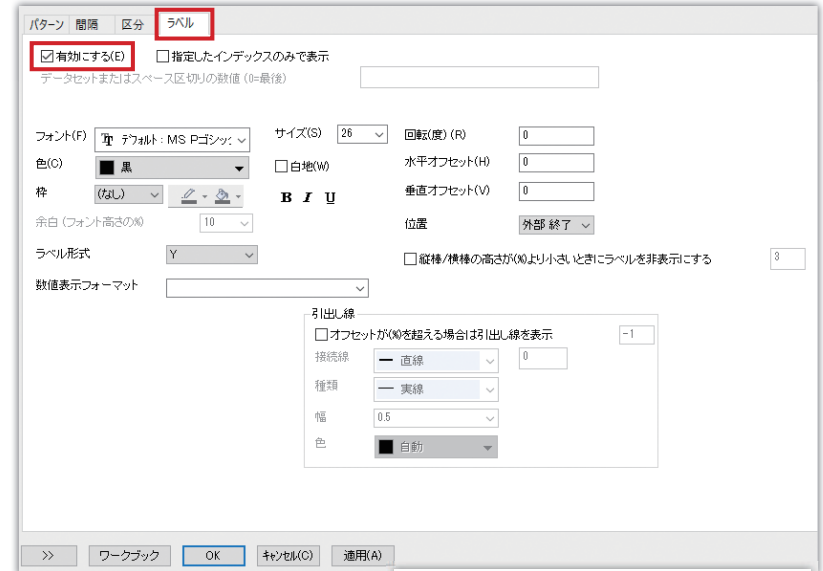 パターン 間隔 区分 ラベル
有効にする(E) 指定したインデックスのみで表示
データセットまたはスペース区切りの数値 (0=最後)
フォント(F) デフォルト : MS Pゴシック サイズ(S) 26 回転(度) (R) 0
色(C) 黒 白地(W) 水平オフセット(H) 0
枠 (なし) B I U 垂直オフセット(V) 0
余白 (フォント高さの%) 10 位置 外部 終了
ラベル形式 Y 縦棒/横棒の高さが(%)より小さいときにラベルを非表示にする 3
数値表示フォーマット
引出し線
オフセットが(%)を超える場合は引出し線を表示 -1
接続線 直線 0
種類 実線
幅 0.5
色 自動
>> ワークブック OK キャンセル(C) 適用(A)